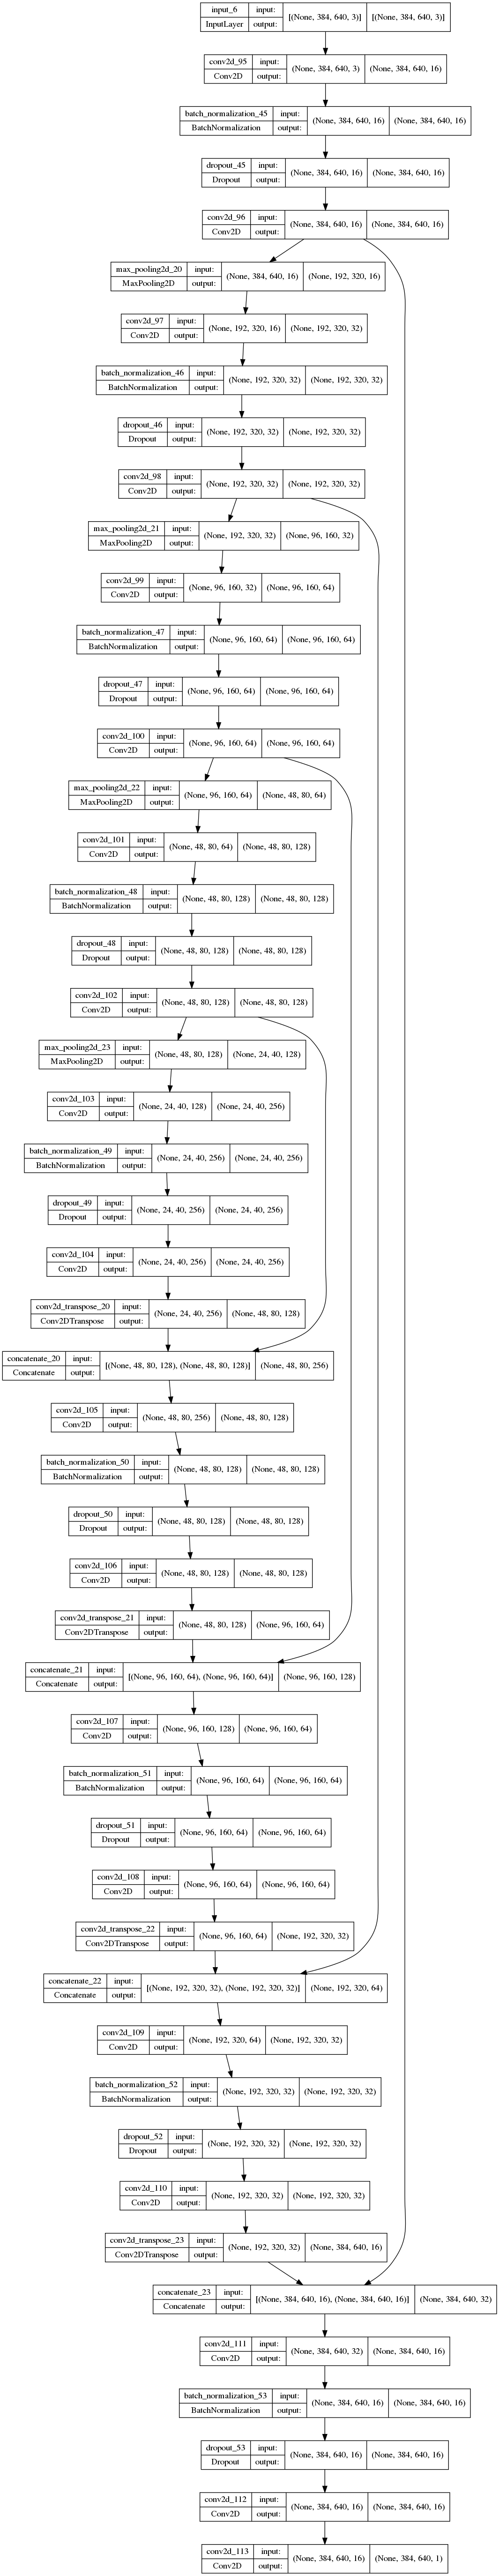 input_6 input: [(None, 384, 640, 3)] [(None, 384, 640, 3)]
InputLayer output:
conv2d_95 input: (None, 384, 640, 3) (None, 384, 640, 16)
Conv2D output:
batch_normalization_45 input: (None, 384, 640, 16) (None, 384, 640, 16)
BatchNormalization output:
dropout_45 input: (None, 384, 640, 16) (None, 384, 640, 16)
Dropout output:
conv2d_96 input: (None, 384, 640, 16) (None, 384, 640, 16)
Conv2D output:
max_pooling2d_20 input: (None, 384, 640, 16) (None, 192, 320, 16)
MaxPooling2D output:
conv2d_97 input: (None, 192, 320, 16) (None, 192, 320, 32)
Conv2D output:
batch_normalization_46 input: (None, 192, 320, 32) (None, 192, 320, 32)
BatchNormalization output:
dropout_46 input: (None, 192, 320, 32) (None, 192, 320, 32)
Dropout output:
conv2d_98 input: (None, 192, 320, 32) (None, 192, 320, 32)
Conv2D output:
max_pooling2d_21 input: (None, 192, 320, 32) (None, 96, 160, 32)
MaxPooling2D output:
conv2d_99 input: (None, 96, 160, 32) (None, 96, 160, 64)
Conv2D output:
batch_normalization_47 input: (None, 96, 160, 64) (None, 96, 160, 64)
BatchNormalization output:
dropout_47 input: (None, 96, 160, 64) (None, 96, 160, 64)
Dropout output:
conv2d_100 input: (None, 96, 160, 64) (None, 96, 160, 64)
Conv2D output:
max_pooling2d_22 input: (None, 96, 160, 64) (None, 48, 80, 64)
MaxPooling2D output:
conv2d_101 input: (None, 48, 80, 64) (None, 48, 80, 128)
Conv2D output:
batch_normalization_48 input: (None, 48, 80, 128) (None, 48, 80, 128)
BatchNormalization output:
dropout_48 input: (None, 48, 80, 128) (None, 48, 80, 128)
Dropout output:
conv2d_102 input: (None, 48, 80, 128) (None, 48, 80, 128)
Conv2D output:
max_pooling2d_23 input: (None, 48, 80, 128) (None, 24, 40, 128)
MaxPooling2D output:
conv2d_103 input: (None, 24, 40, 128) (None, 24, 40, 256)
Conv2D output:
batch_normalization_49 input: (None, 24, 40, 256) (None, 24, 40, 256)
BatchNormalization output:
dropout_49 input: (None, 24, 40, 256) (None, 24, 40, 256)
Dropout output:
conv2d_104 input: (None, 24, 40, 256) (None, 24, 40, 256)
Conv2D output:
conv2d_transpose_20 input: (None, 24, 40, 256) (None, 48, 80, 128)
Conv2DTranspose output:
concatenate_20 input: [(None, 48, 80, 128), (None, 48, 80, 128)] (None, 48, 80, 256)
Concatenate output:
conv2d_105 input: (None, 48, 80, 256) (None, 48, 80, 128)
Conv2D output:
batch_normalization_50 input: (None, 48, 80, 128) (None, 48, 80, 128)
BatchNormalization output:
dropout_50 input: (None, 48, 80, 128) (None, 48, 80, 128)
Dropout output:
conv2d_106 input: (None, 48, 80, 128) (None, 48, 80, 128)
Conv2D output:
conv2d_transpose_21 input: (None, 48, 80, 128) (None, 96, 160, 64)
Conv2DTranspose output:
concatenate_21 input: [(None, 96, 160, 64), (None, 96, 160, 64)] (None, 96, 160, 128)
Concatenate output:
conv2d_107 input: (None, 96, 160, 128) (None, 96, 160, 64)
Conv2D output:
batch_normalization_51 input: (None, 96, 160, 64) (None, 96, 160, 64)
BatchNormalization output:
dropout_51 input: (None, 96, 160, 64) (None, 96, 160, 64)
Dropout output:
conv2d_108 input: (None, 96, 160, 64) (None, 96, 160, 64)
Conv2D output:
conv2d_transpose_22 input: (None, 96, 160, 64) (None, 192, 320, 32)
Conv2DTranspose output:
concatenate_22 input: [(None, 192, 320, 32), (None, 192, 320, 32)] (None, 192, 320, 64)
Concatenate output:
conv2d_109 input: (None, 192, 320, 64) (None, 192, 320, 32)
Conv2D output:
batch_normalization_52 input: (None, 192, 320, 32) (None, 192, 320, 32)
BatchNormalization output:
dropout_52 input: (None, 192, 320, 32) (None, 192, 320, 32)
Dropout output:
conv2d_110 input: (None, 192, 320, 32) (None, 192, 320, 32)
Conv2D output:
conv2d_transpose_23 input: (None, 192, 320, 32) (None, 384, 640, 16)
Conv2DTranspose output:
concatenate_23 input: [(None, 384, 640, 16), (None, 384, 640, 16)] (None, 384, 640, 32)
Concatenate output:
conv2d_111 input: (None, 384, 640, 32) (None, 384, 640, 16)
Conv2D output:
batch_normalization_53 input: (None, 384, 640, 16) (None, 384, 640, 16)
BatchNormalization output:
dropout_53 input: (None, 384, 640, 16) (None, 384, 640, 16)
Dropout output:
conv2d_112 input: (None, 384, 640, 16) (None, 384, 640, 16)
Conv2D output:
conv2d_113 input: (None, 384, 640, 16) (None, 384, 640, 1)
Conv2D output: